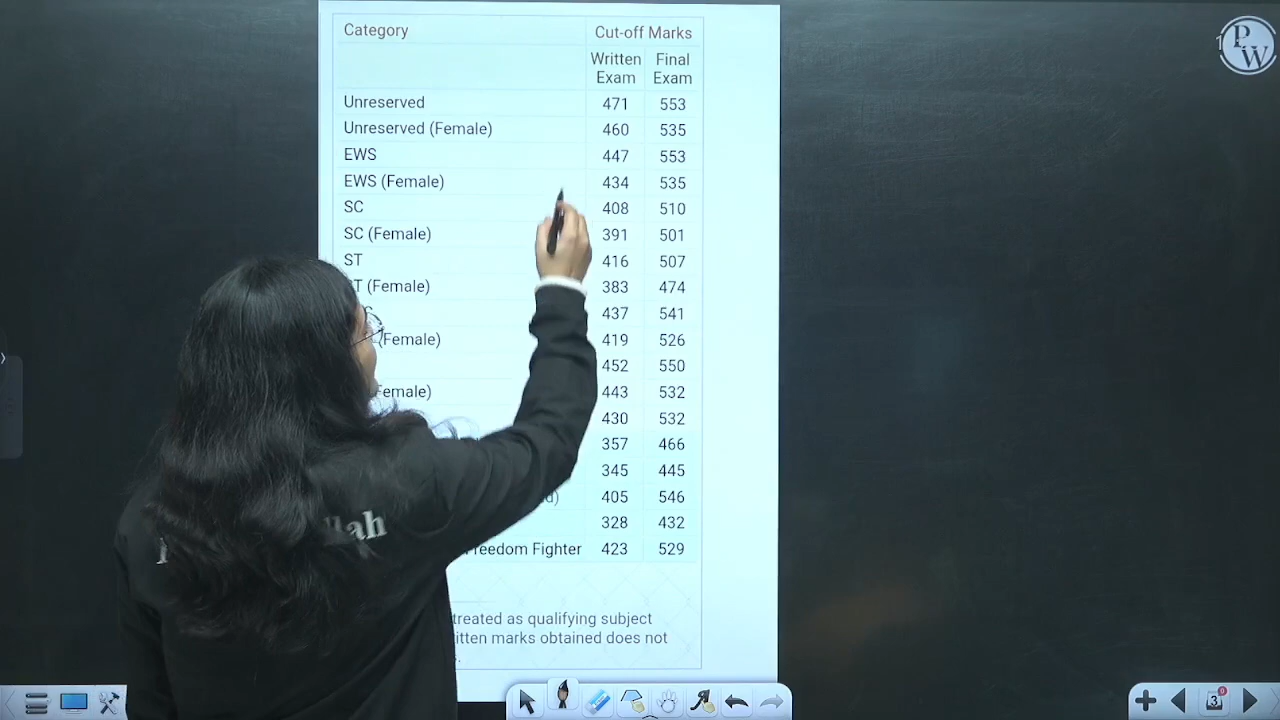 Category Cut-off Marks
Written Exam Final Exam
Unreserved 471 553
Unreserved (Female) 460 535
EWS 447 553
EWS (Female) 434 535
SC 408 510
SC (Female) 391 501
ST 416 507
(Female) 383 474
437 541
(Female) 419 526
452 550
Female) 443 532
430 532
357 466
345 445
405 546
328 432
Freedom Fighter 423 529
treated as qualifying subject
marks obtained does not
PW
3